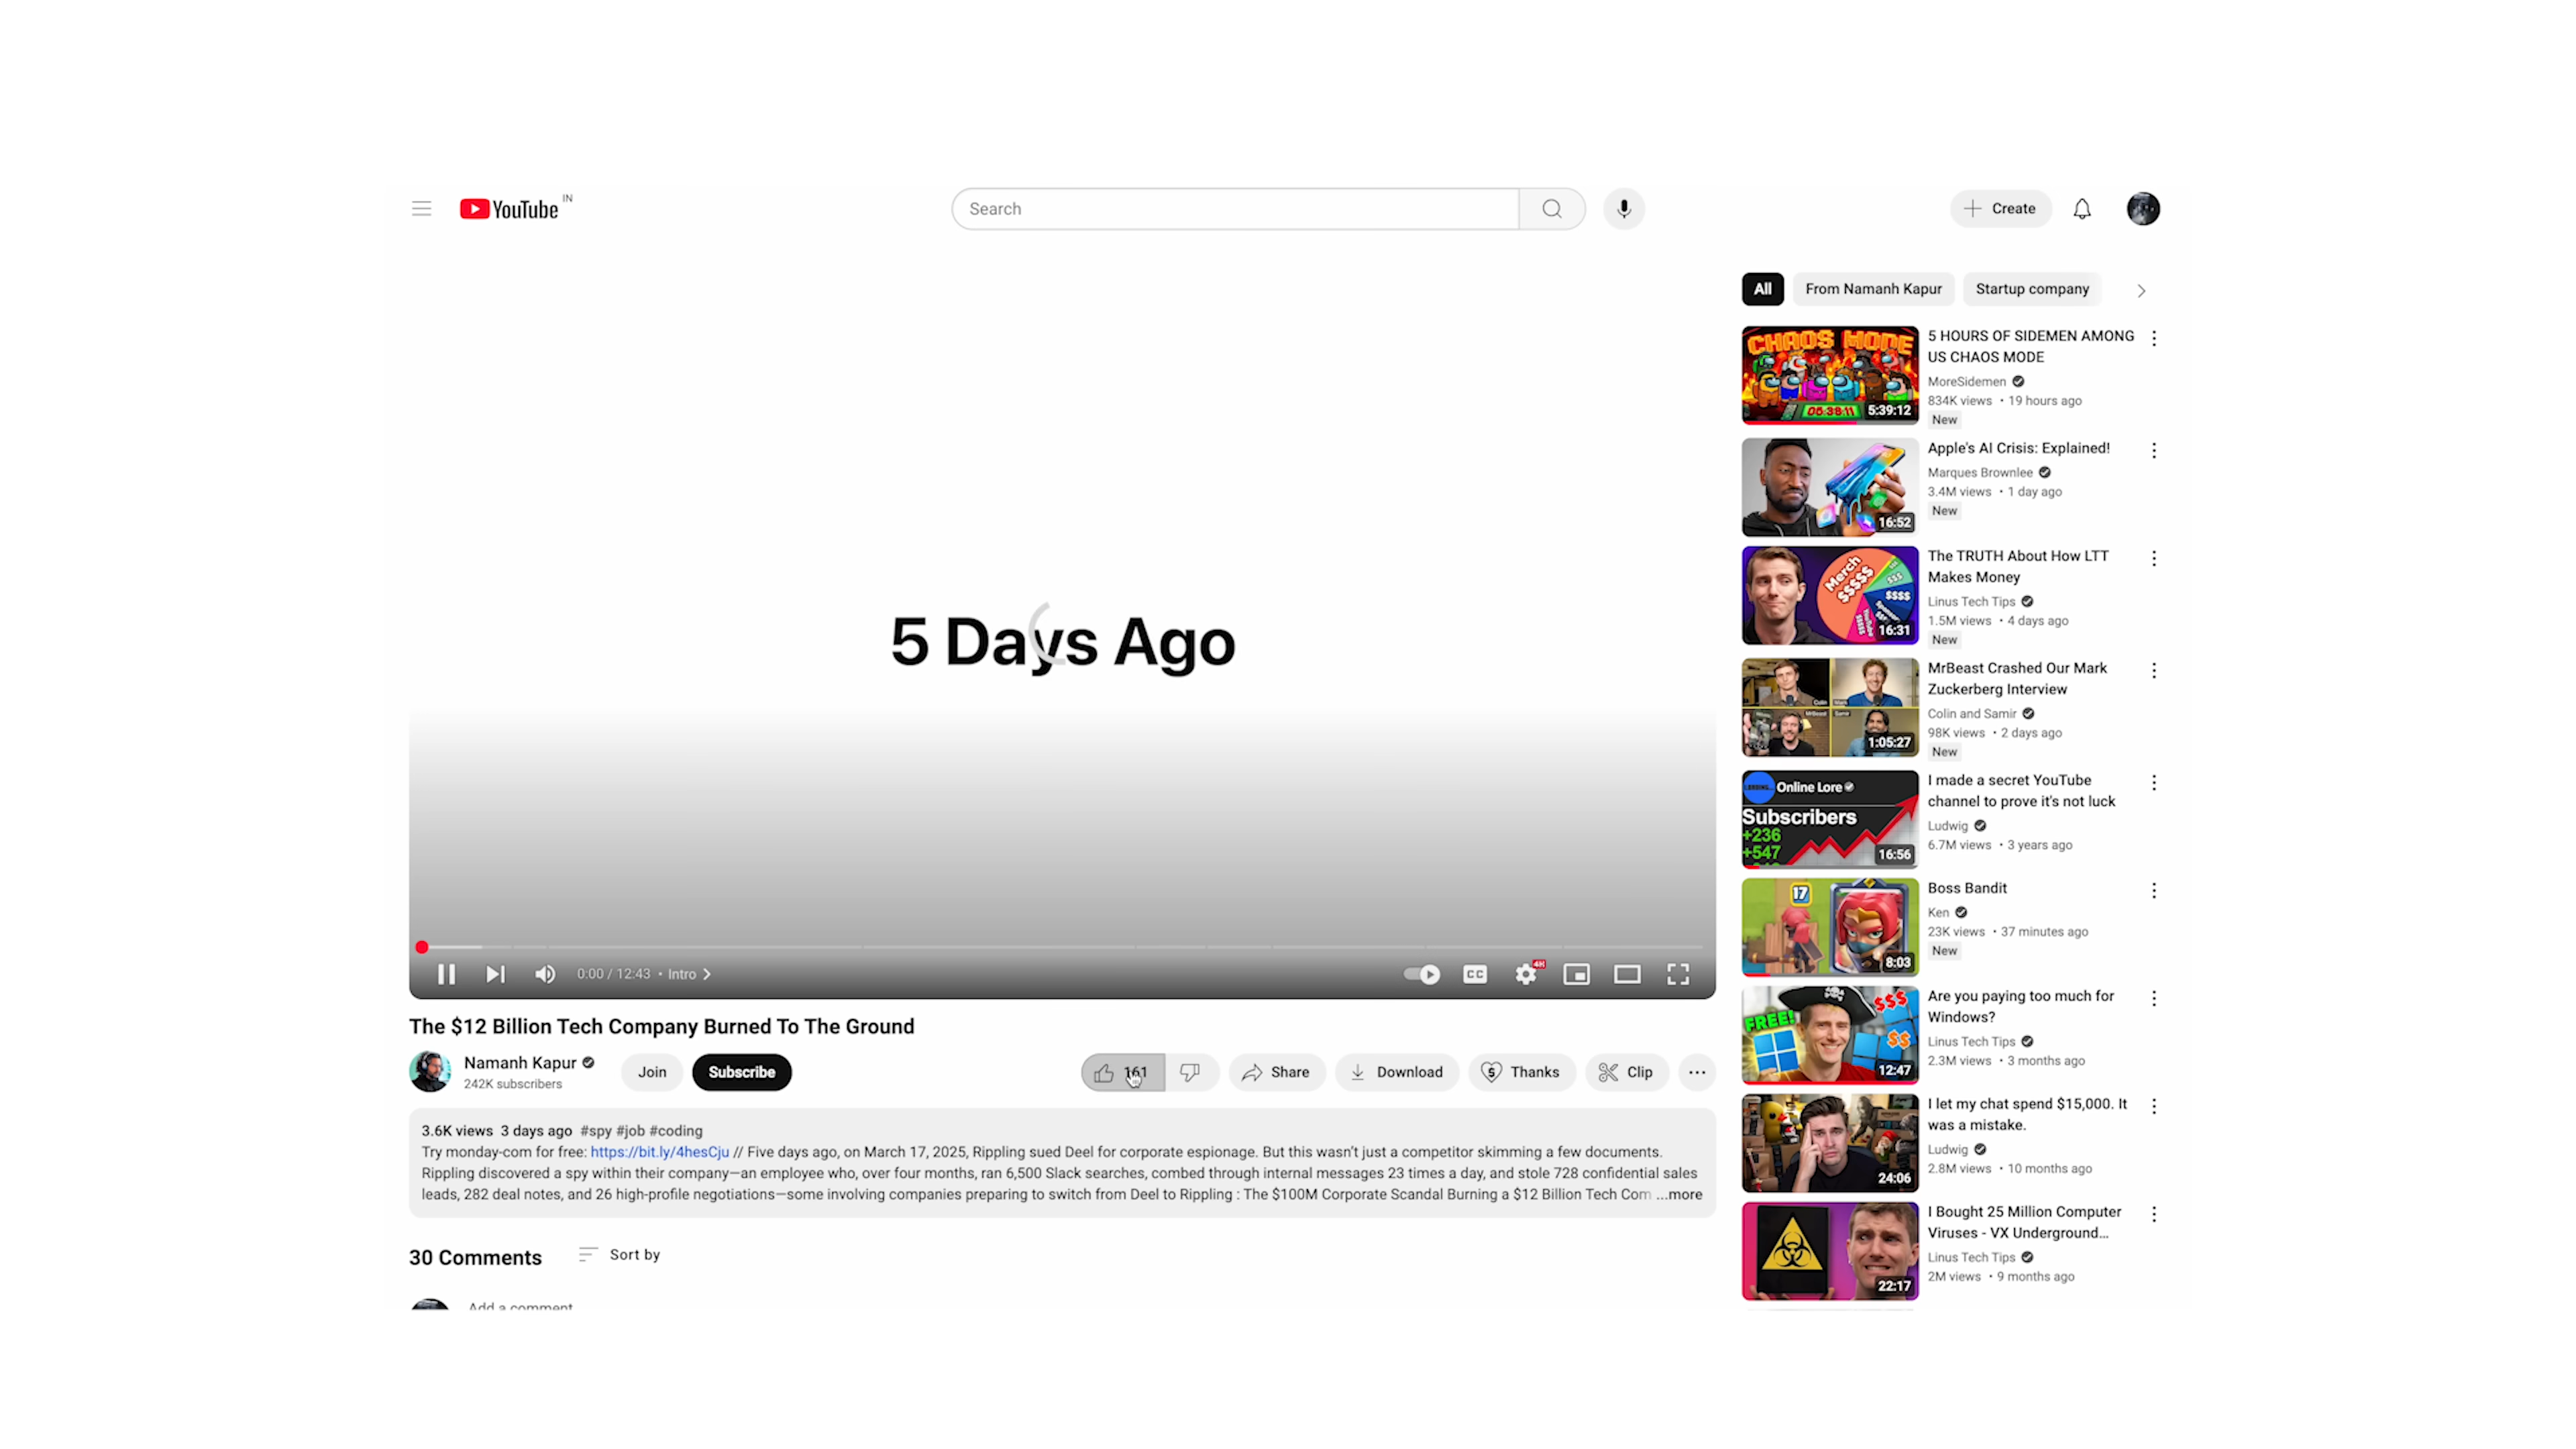 YouTube IN
Search
Create
5 Days Ago
0:00 / 12:43 • Intro
CC
4K
The $12 Billion Tech Company Burned To The Ground
Namanh Kapur
242K subscribers
Join
Subscribe
161
Share
Download
Thanks
Clip
3.6K views 3 days ago #spy #job #coding
Try monday-com for free: https://bit.ly/4hesCju // Five days ago, on March 17, 2025, Rippling sued Deel for corporate espionage. But this wasn't just a competitor skimming a few documents.
Rippling discovered a spy within their company—an employee who, over four months, ran 6,500 Slack searches, combed through internal messages 23 times a day, and stole 728 confidential sales
leads, 282 deal notes, and 26 high-profile negotiations—some involving companies preparing to switch from Deel to Rippling : The $100M Corporate Scandal Burning a $12 Billion Tech Com ...more
30 Comments
Sort by
Add a comment
All
From Namanh Kapur
Startup company
CHAOS MODE
5:39:12
5 HOURS OF SIDEMEN AMONG
US CHAOS MODE
MoreSidemen
834K views • 19 hours ago
New
16:52
Apple's AI Crisis: Explained!
Marques Brownlee
3.4M views • 1 day ago
New
Merch
$$$$
$$$
$$$$
16:31
The TRUTH About How LTT
Makes Money
Linus Tech Tips
1.5M views • 4 days ago
New
1:05:27
MrBeast Crashed Our Mark
Zuckerberg Interview
Colin and Samir
98K views • 2 days ago
New
Online Lore
Subscribers
+236
+547
16:56
I made a secret YouTube
channel to prove it's not luck
Ludwig
6.7M views • 3 years ago
17
8:03
Boss Bandit
Ken
23K views • 37 minutes ago
New
FREE!
$$$
$$
12:47
Are you paying too much for
Windows?
Linus Tech Tips
2.3M views • 3 months ago
24:06
I let my chat spend $15,000. It
was a mistake.
Ludwig
2.8M views • 10 months ago
22:17
I Bought 25 Million Computer
Viruses - VX Underground...
Linus Tech Tips
2M views • 9 months ago